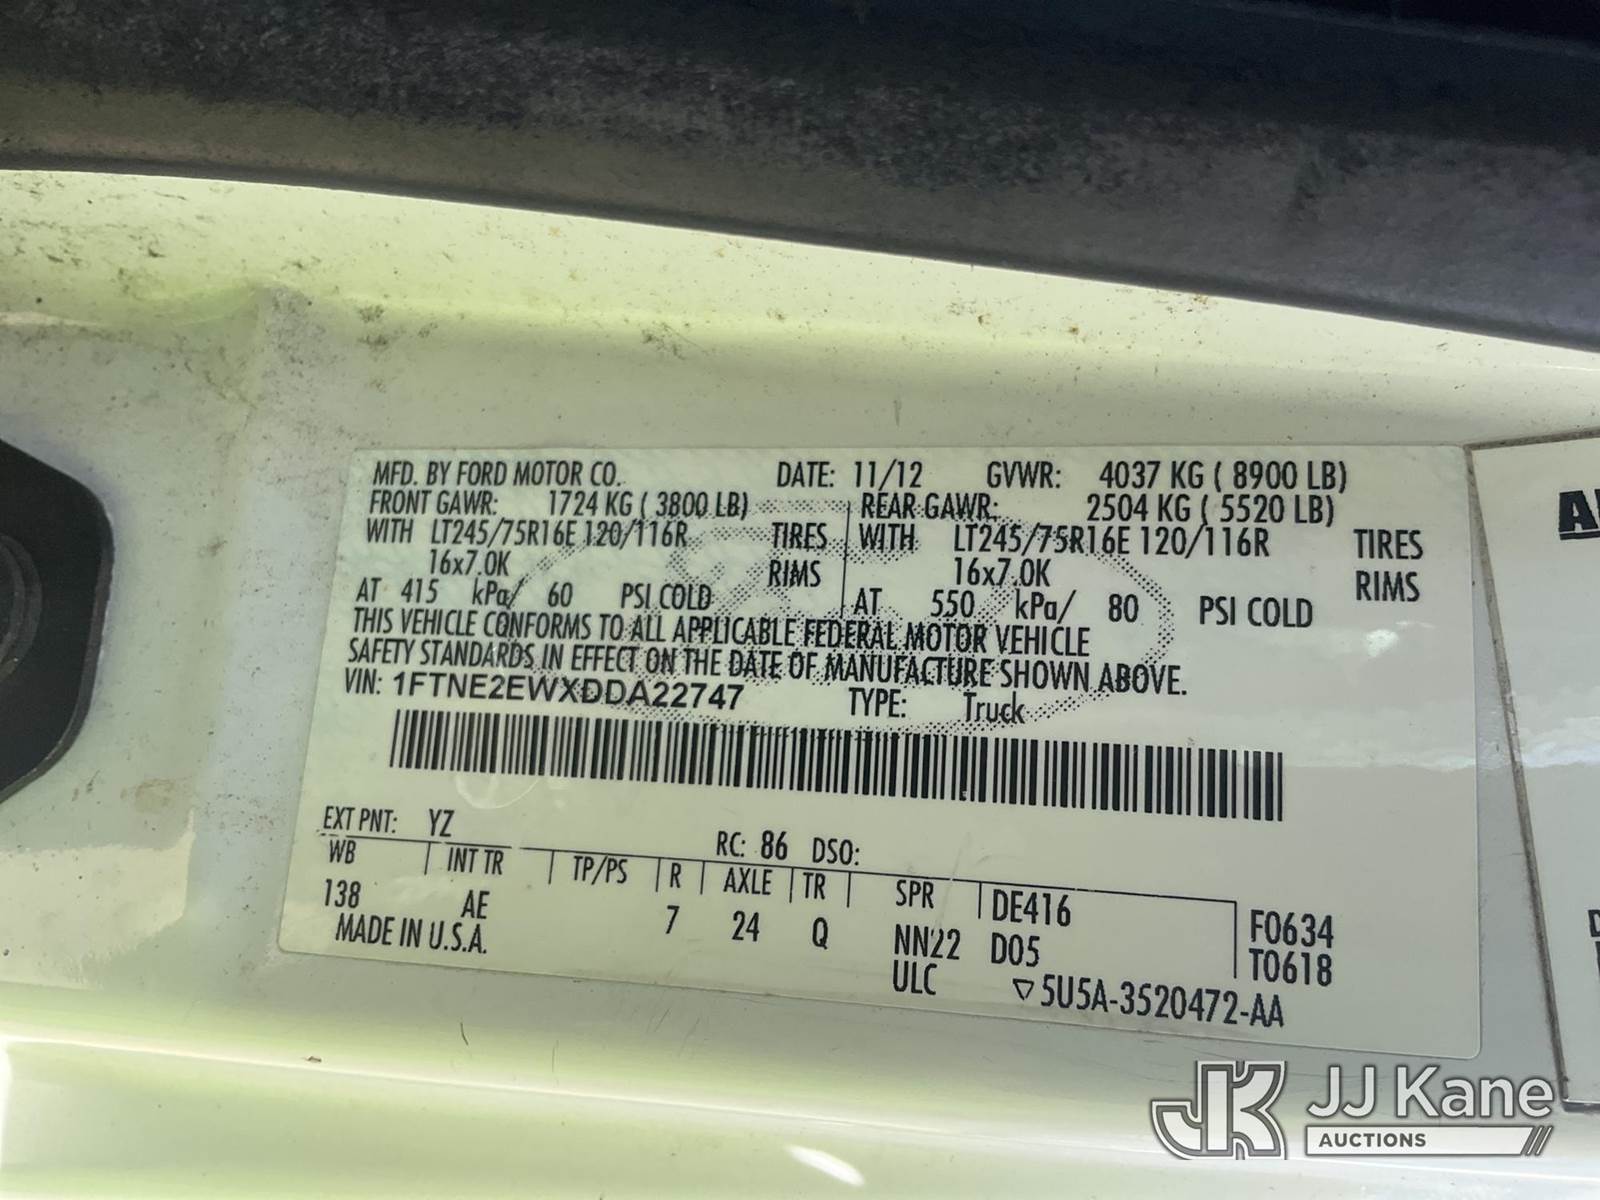 MFD. BY FORD MOTOR CO. DATE: 11/12 GVWR: 4037 KG ( 8900 LB)
FRONT GAWR: 1724 KG ( 3800 LB) REAR GAWR: 2504 KG ( 5520 LB)
WITH LT245/75R16E 120/116R TIRES WITH LT245/75R16E 120/116R TIRES
16x7.0K RIMS 16x7.0K RIMS
AT 415 kPa/ 60 PSI COLD AT 550 kPa/ 80 PSI COLD
THIS VEHICLE CONFORMS TO ALL APPLICABLE FEDERAL MOTOR VEHICLE
SAFETY STANDARDS IN EFFECT ON THE DATE OF MANUFACTURE SHOWN ABOVE.
VIN: 1FTNE2EWXDDA22747 TYPE: Truck
EXT PNT: YZ RC: 86 DSO:
WB INT TR TP/PS R AXLE TR SPR DE416 F0634
138 AE 7 24 Q NN22 D05 T0618
MADE IN U.S.A. ULC 5U5A-3520472-AA
JK JJ Kane
AUCTIONS